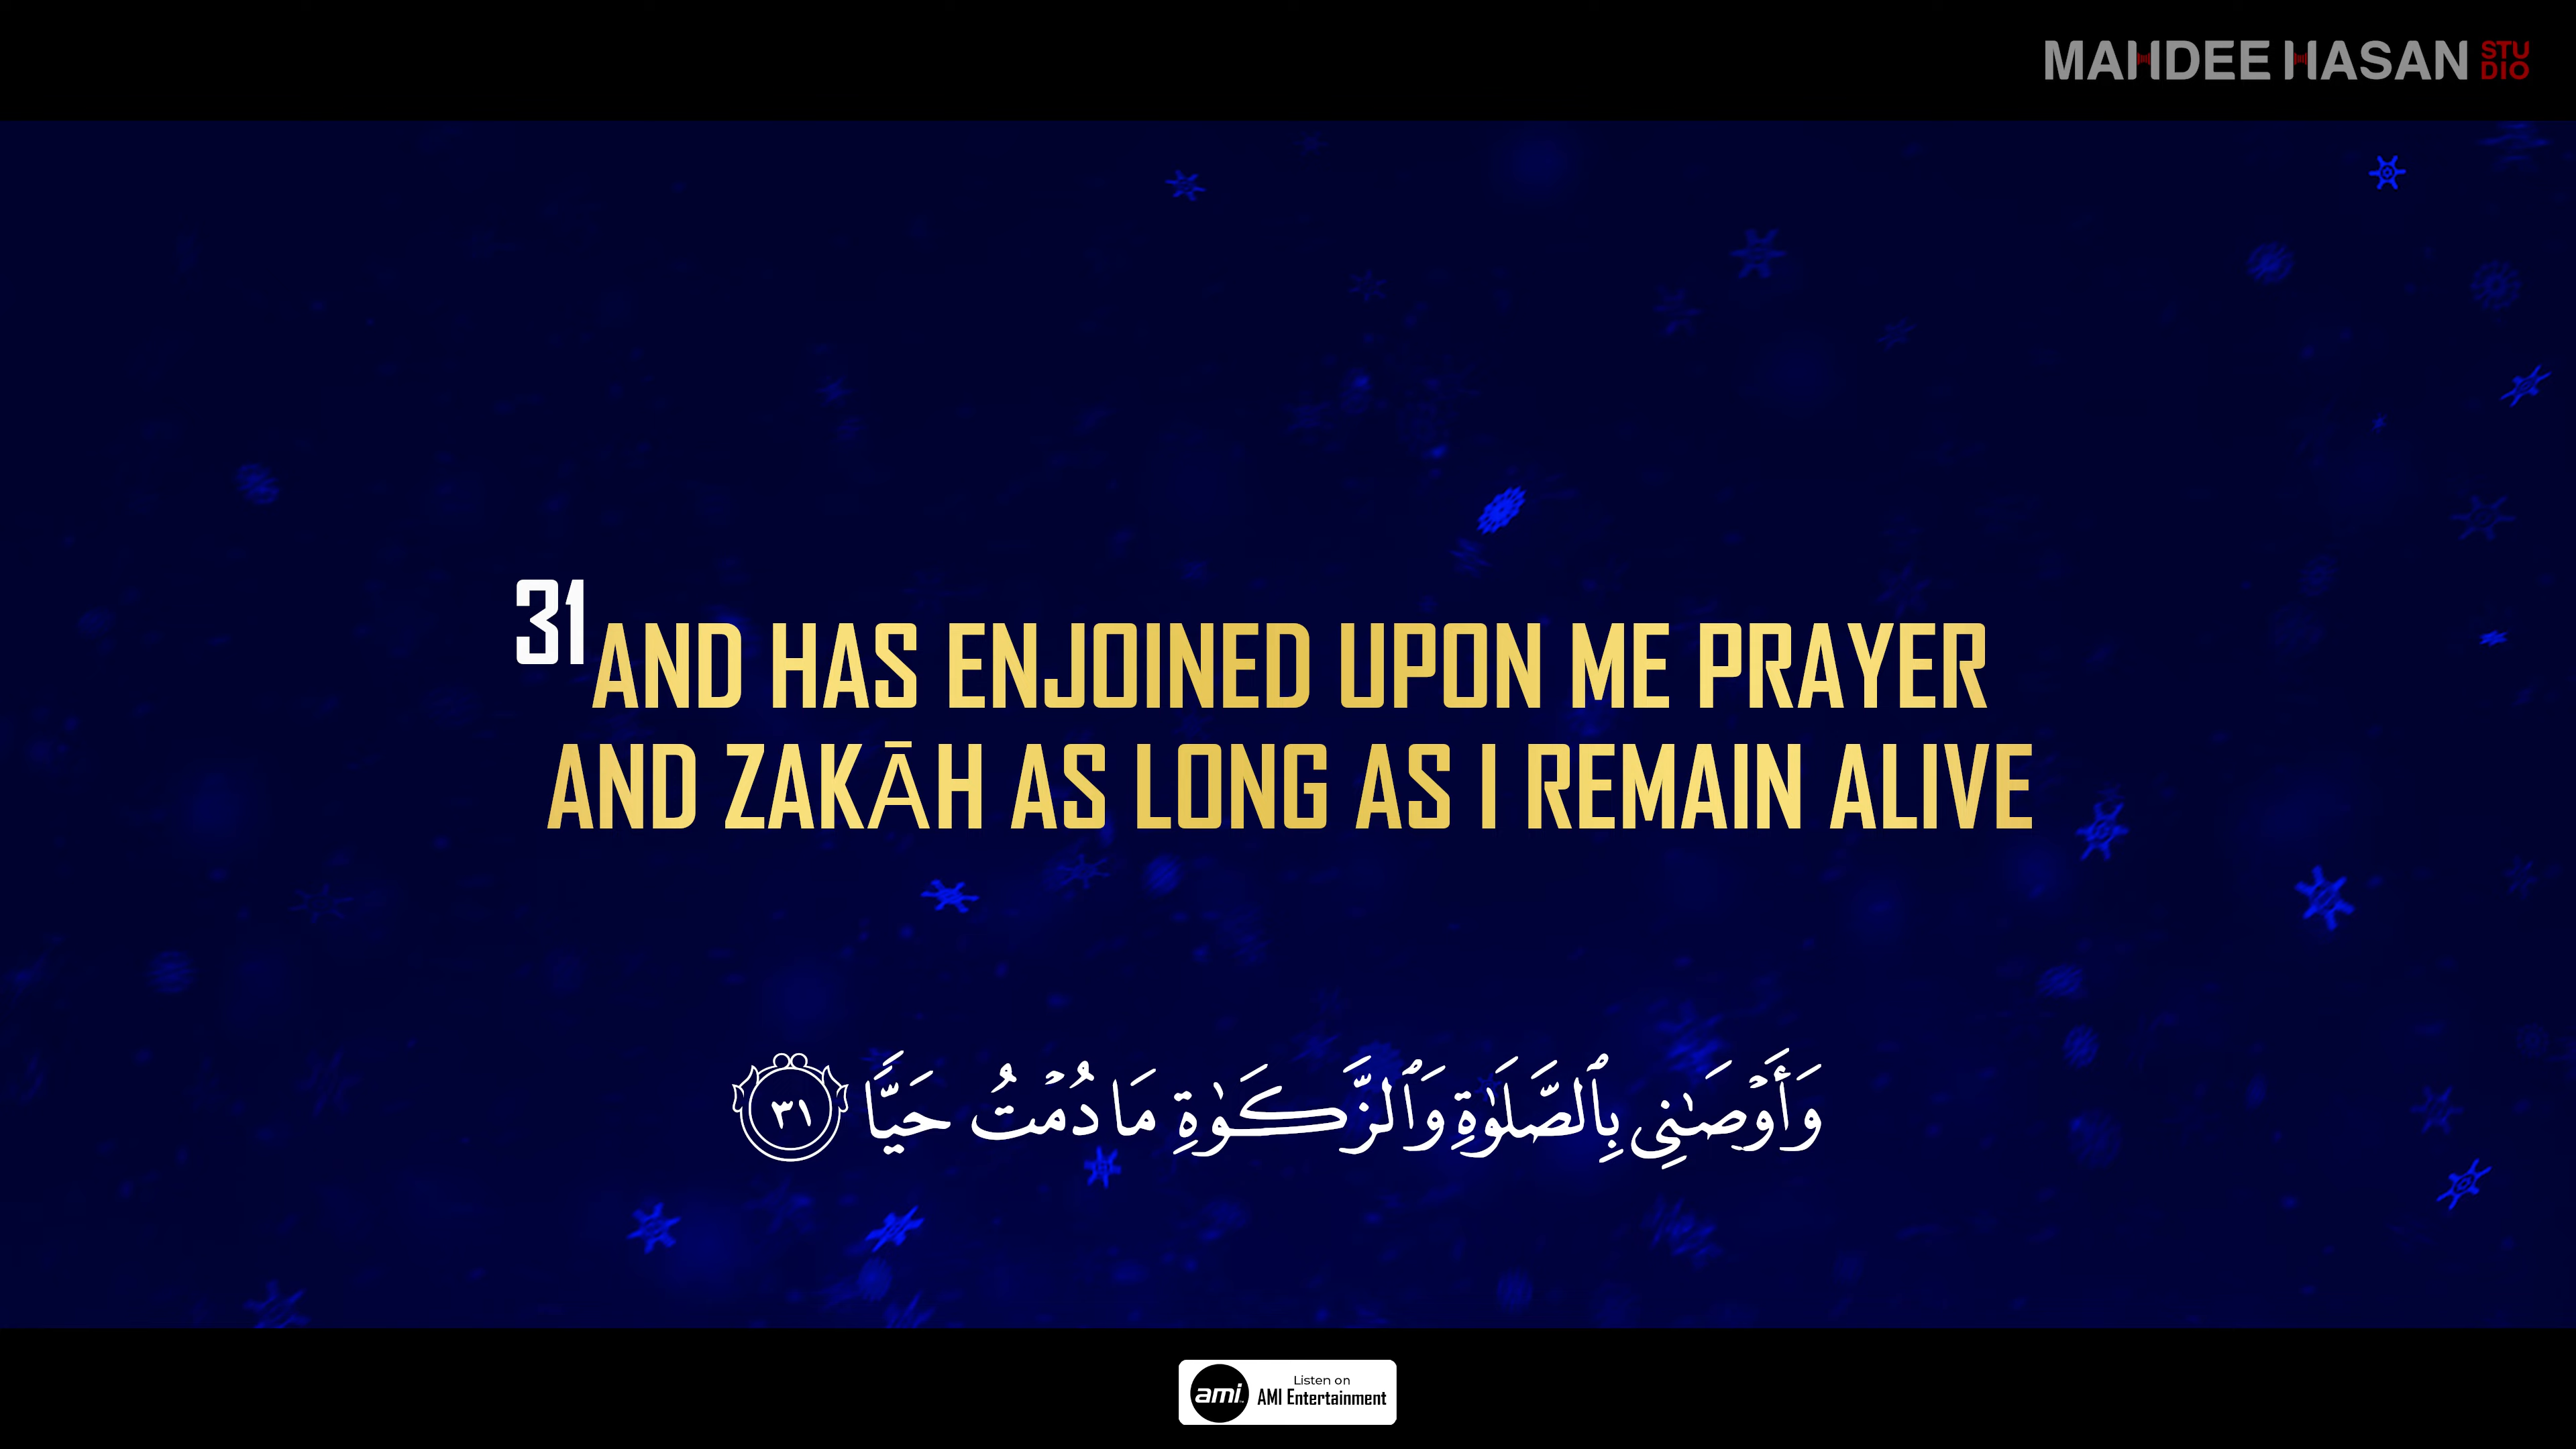 MAHDEE HASAN STUDIO
31 AND HAS ENJOINED UPON ME PRAYER
AND ZAKĀH AS LONG AS I REMAIN ALIVE
وَأَوۡصَٰنِي بِٱلصَّلَوٰةِ وَٱلزَّكَوٰةِ مَا دُمۡتُ حَيّٗا ٣١
ami
Listen on
AMI Entertainment